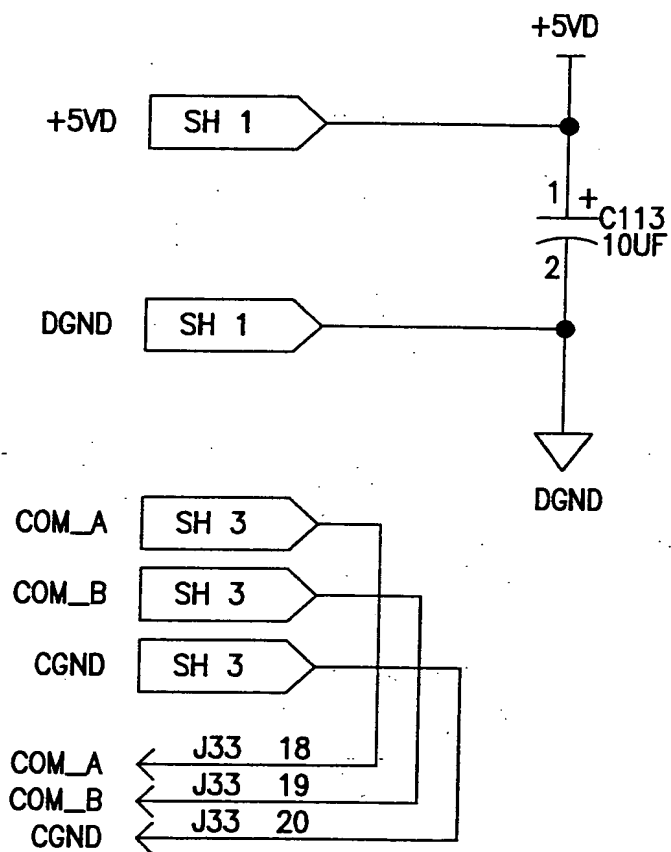 +5VD
+5VD SH 1
1 +
C113
10UF
2
DGND SH 1
DGND
COM_A SH 3
COM_B SH 3
CGND SH 3
COM_A J33 18
COM_B J33 19
CGND J33 20